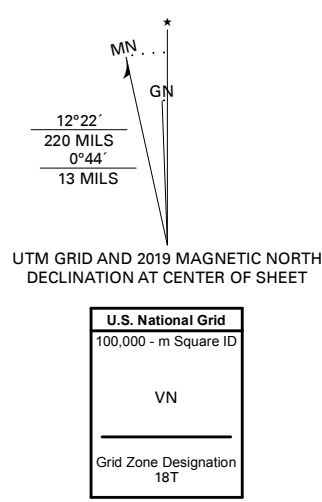 ★
MN
GN
12°22´
220 MILS
0°44´
13 MILS
UTM GRID AND 2019 MAGNETIC NORTH
DECLINATION AT CENTER OF SHEET
U.S. National Grid
100,000 - m Square ID
VN
Grid Zone Designation
18T